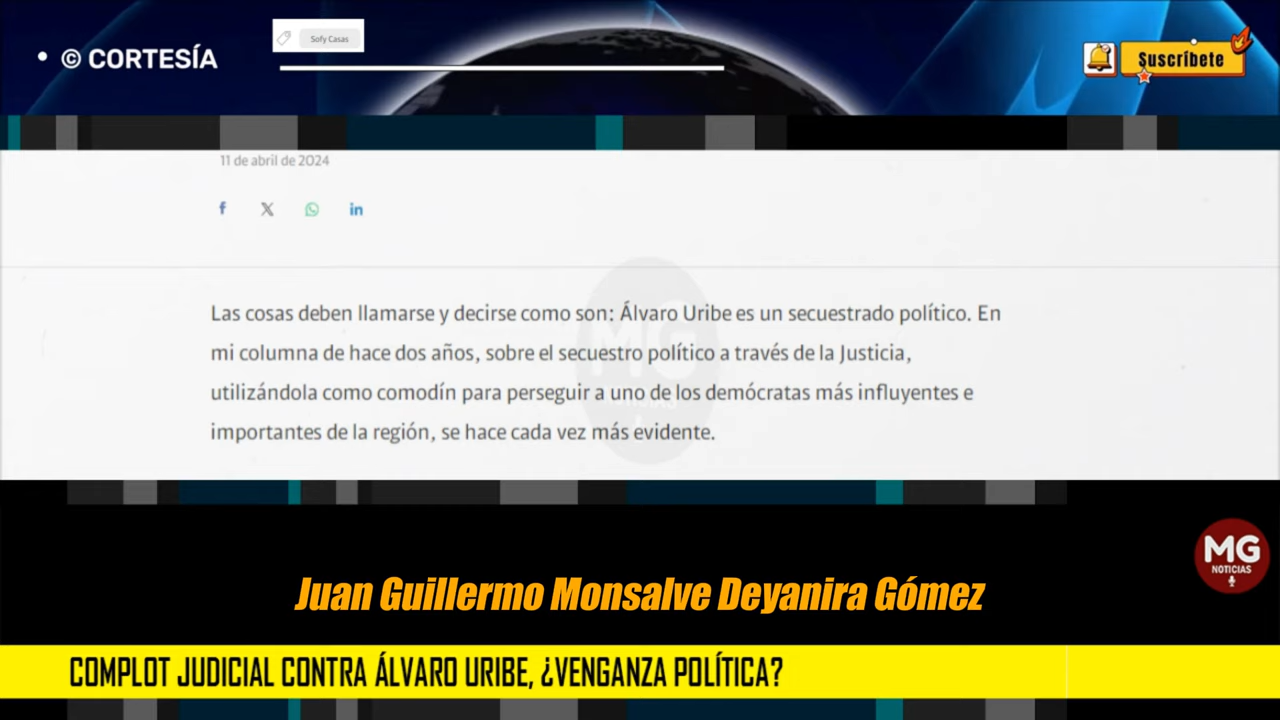 • © CORTESÍA
Sofy Casas
Suscríbete
11 de abril de 2024
Las cosas deben llamarse y decirse como son: Álvaro Uribe es un secuestrado político. En
mi columna de hace dos años, sobre el secuestro político a través de la Justicia,
utilizándola como comodín para perseguir a uno de los demócratas más influyentes e
importantes de la región, se hace cada vez más evidente.
MG
NOTICIAS
Juan Guillermo Monsalve Deyanira Gómez
COMPLOT JUDICIAL CONTRA ÁLVARO URIBE, ¿VENGANZA POLÍTICA?